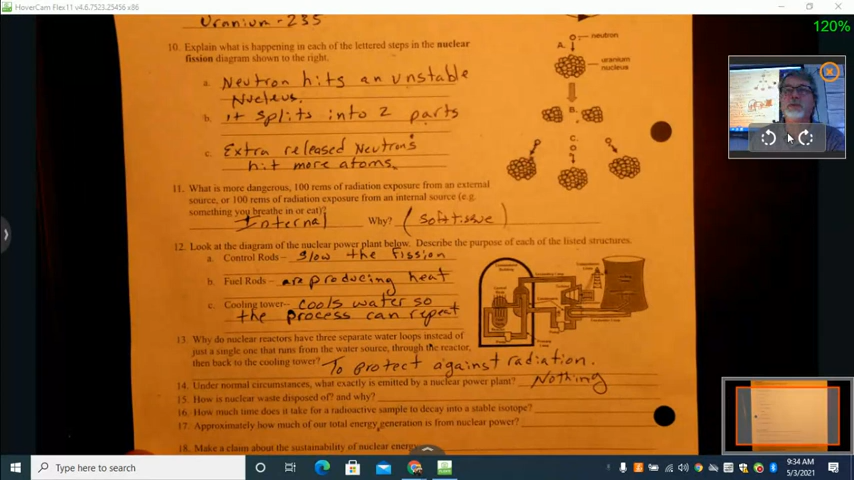 HoverCam Flex11 v4.6.7523.25456 x86
120%
Uranium-235
10. Explain what is happening in each of the lettered steps in the nuclear
fission diagram shown to the right.
a. Neutron hits an unstable
Nucleus.
b. it splits into 2 parts
c. Extra released Neutrons
hit more atoms.
neutron
A.
uranium
nucleus
B.
C.
11. What is more dangerous, 100 rems of radiation exposure from an external
source, or 100 rems of radiation exposure from an internal source (e.g.
something you breathe in or eat)?
Internal Why? (Soft tissue)
12. Look at the diagram of the nuclear power plant below. Describe the purpose of each of the listed structures.
a. Control Rods – slow the fission
b. Fuel Rods – are producing heat
c. Cooling tower– cools water so
the process can repeat
13. Why do nuclear reactors have three separate water loops instead of
just a single one that runs from the water source, through the reactor,
then back to the cooling tower? To protect against radiation.
14. Under normal circumstances, what exactly is emitted by a nuclear power plant? Nothing
15. How is nuclear waste disposed of? and why?
16. How much time does it take for a radioactive sample to decay into a stable isotope?
17. Approximately how much of our total energy generation is from nuclear power?
18. Make a claim about the sustainability of nuclear energy
Type here to search
9:34 AM
5/3/2021